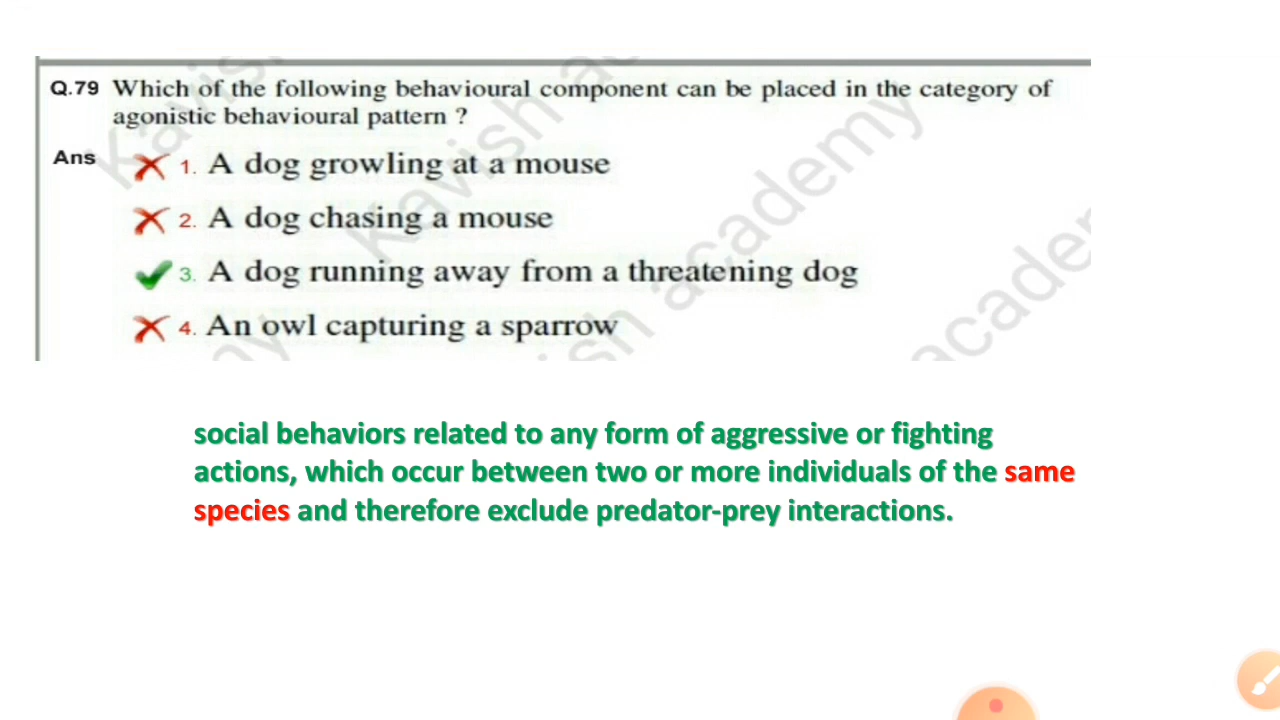 Q.79 Which of the following behavioural component can be placed in the category of
agonistic behavioural pattern ?
Ans
1. A dog growling at a mouse
2. A dog chasing a mouse
3. A dog running away from a threatening dog
4. An owl capturing a sparrow
Kavish academy
social behaviors related to any form of aggressive or fighting
actions, which occur between two or more individuals of the same
species and therefore exclude predator-prey interactions.